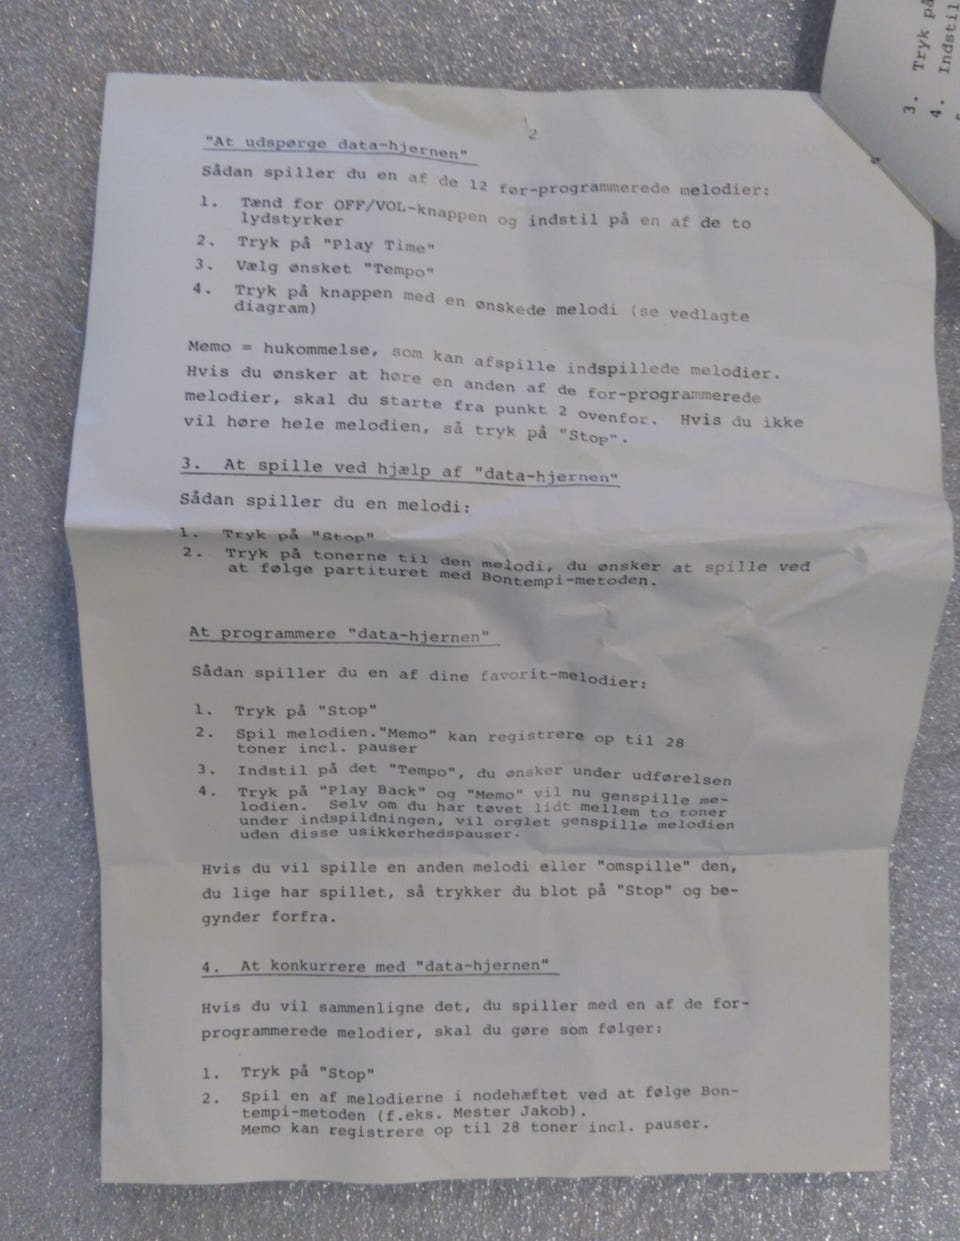 2
"At udspørge data-hjernen"
Sådan spiller du en af de 12 før-programmerede melodier:
1. Tænd for OFF/VOL-knappen og indstil på en af de to
lydstyrker
2. Tryk på "Play Time"
3. Vælg ønsket "Tempo"
4. Tryk på knappen med en ønskede melodi (se vedlagte
diagram)
Memo = hukommelse, som kan afspille indspillede melodier.
Hvis du ønsker at høre en anden af de for-programmerede
melodier, skal du starte fra punkt 2 ovenfor. Hvis du ikke
vil høre hele melodien, så tryk på "Stop".
3. At spille ved hjælp af "data-hjernen"
Sådan spiller du en melodi:
1. Tryk på "Stop"
2. Tryk på tonerne til den melodi, du ønsker at spille ved
at følge partituret med Bontempi-metoden.
At programmere "data-hjernen"
Sådan spiller du en af dine favorit-melodier:
1. Tryk på "Stop"
2. Spil melodien."Memo" kan registrere op til 28
toner incl. pauser
3. Indstil på det "Tempo", du ønsker under udførelsen
4. Tryk på "Play Back" og "Memo" vil nu genspille me-
lodien. Selv om du har tøvet lidt mellem to toner
under indspildningen, vil orglet genspille melodien
uden disse usikkerhedspauser.
Hvis du vil spille en anden melodi eller "omspille" den,
du lige har spillet, så trykker du blot på "Stop" og be-
gynder forfra.
4. At konkurrere med "data-hjernen"
Hvis du vil sammenligne det, du spiller med en af de for-
programmerede melodier, skal du gøre som følger:
1. Tryk på "Stop"
2. Spil en af melodierne i nodehæftet ved at følge Bon-
tempi-metoden (f.eks. Mester Jakob).
Memo kan registrere op til 28 toner incl. pauser.
3. Tryk på
4. Indstil